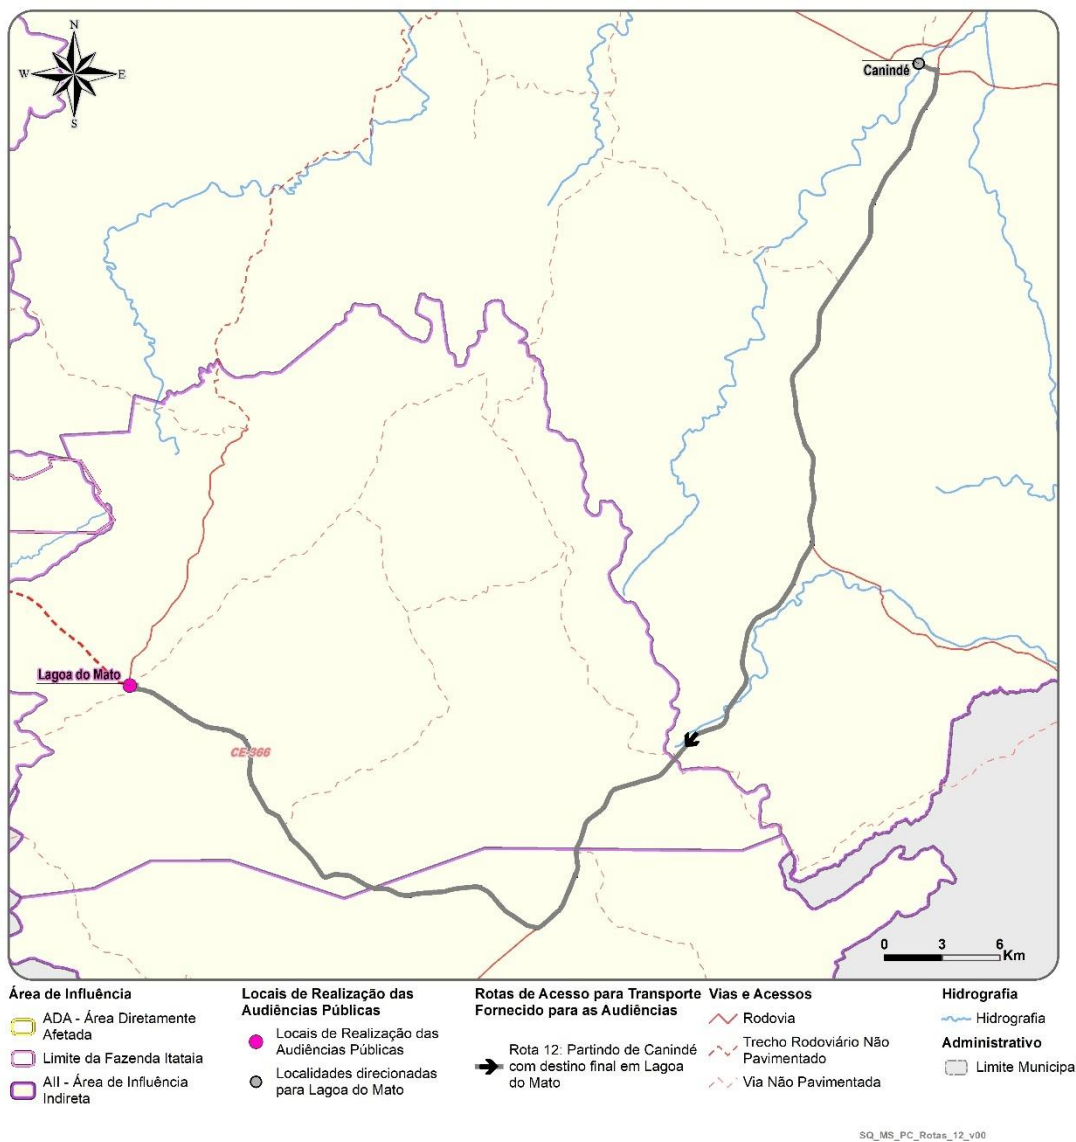 N
W
E
S
Canindé
Lagoa do Mato
CE-366
0 3 6
Km
Área de Influência
ADA - Área Diretamente
Afetada
Limite da Fazenda Itataia
AII - Área de Influência
Indireta
Locais de Realização das
Audiências Públicas
Locais de Realização das
Audiências Públicas
Localidades direcionadas
para Lagoa do Mato
Rotas de Acesso para Transporte
Fornecido para as Audiências
Rota 12: Partindo de Canindé
com destino final em Lagoa
do Mato
Vias e Acessos
Rodovia
Trecho Rodoviário Não
Pavimentado
Via Não Pavimentada
Hidrografia
Hidrografia
Administrativo
Limite Municipa
SQ_MS_PC_Rotas_12_v00